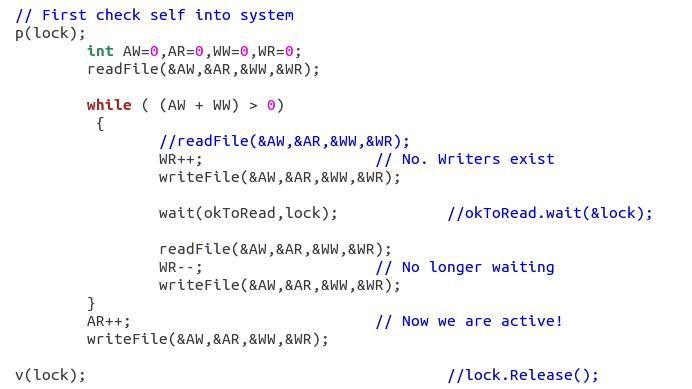 // First check self into system
p(lock);
        int AW=0,AR=0,WW=0,WR=0;
        readFile(&AW,&AR,&WW,&WR);
        while ( (AW + WW) > 0)
         {
                //readFile(&AW,&AR,&WW,&WR);
                WR++;                   // No. Writers exist
                writeFile(&AW,&AR,&WW,&WR);
                wait(okToRead,lock);            //okToRead.wait(&lock);
                readFile(&AW,&AR,&WW,&WR);
                WR--;                   // No longer waiting
                writeFile(&AW,&AR,&WW,&WR);
        }
        AR++;                           // Now we are active!
        writeFile(&AW,&AR,&WW,&WR);
v(lock);                                        //lock.Release();